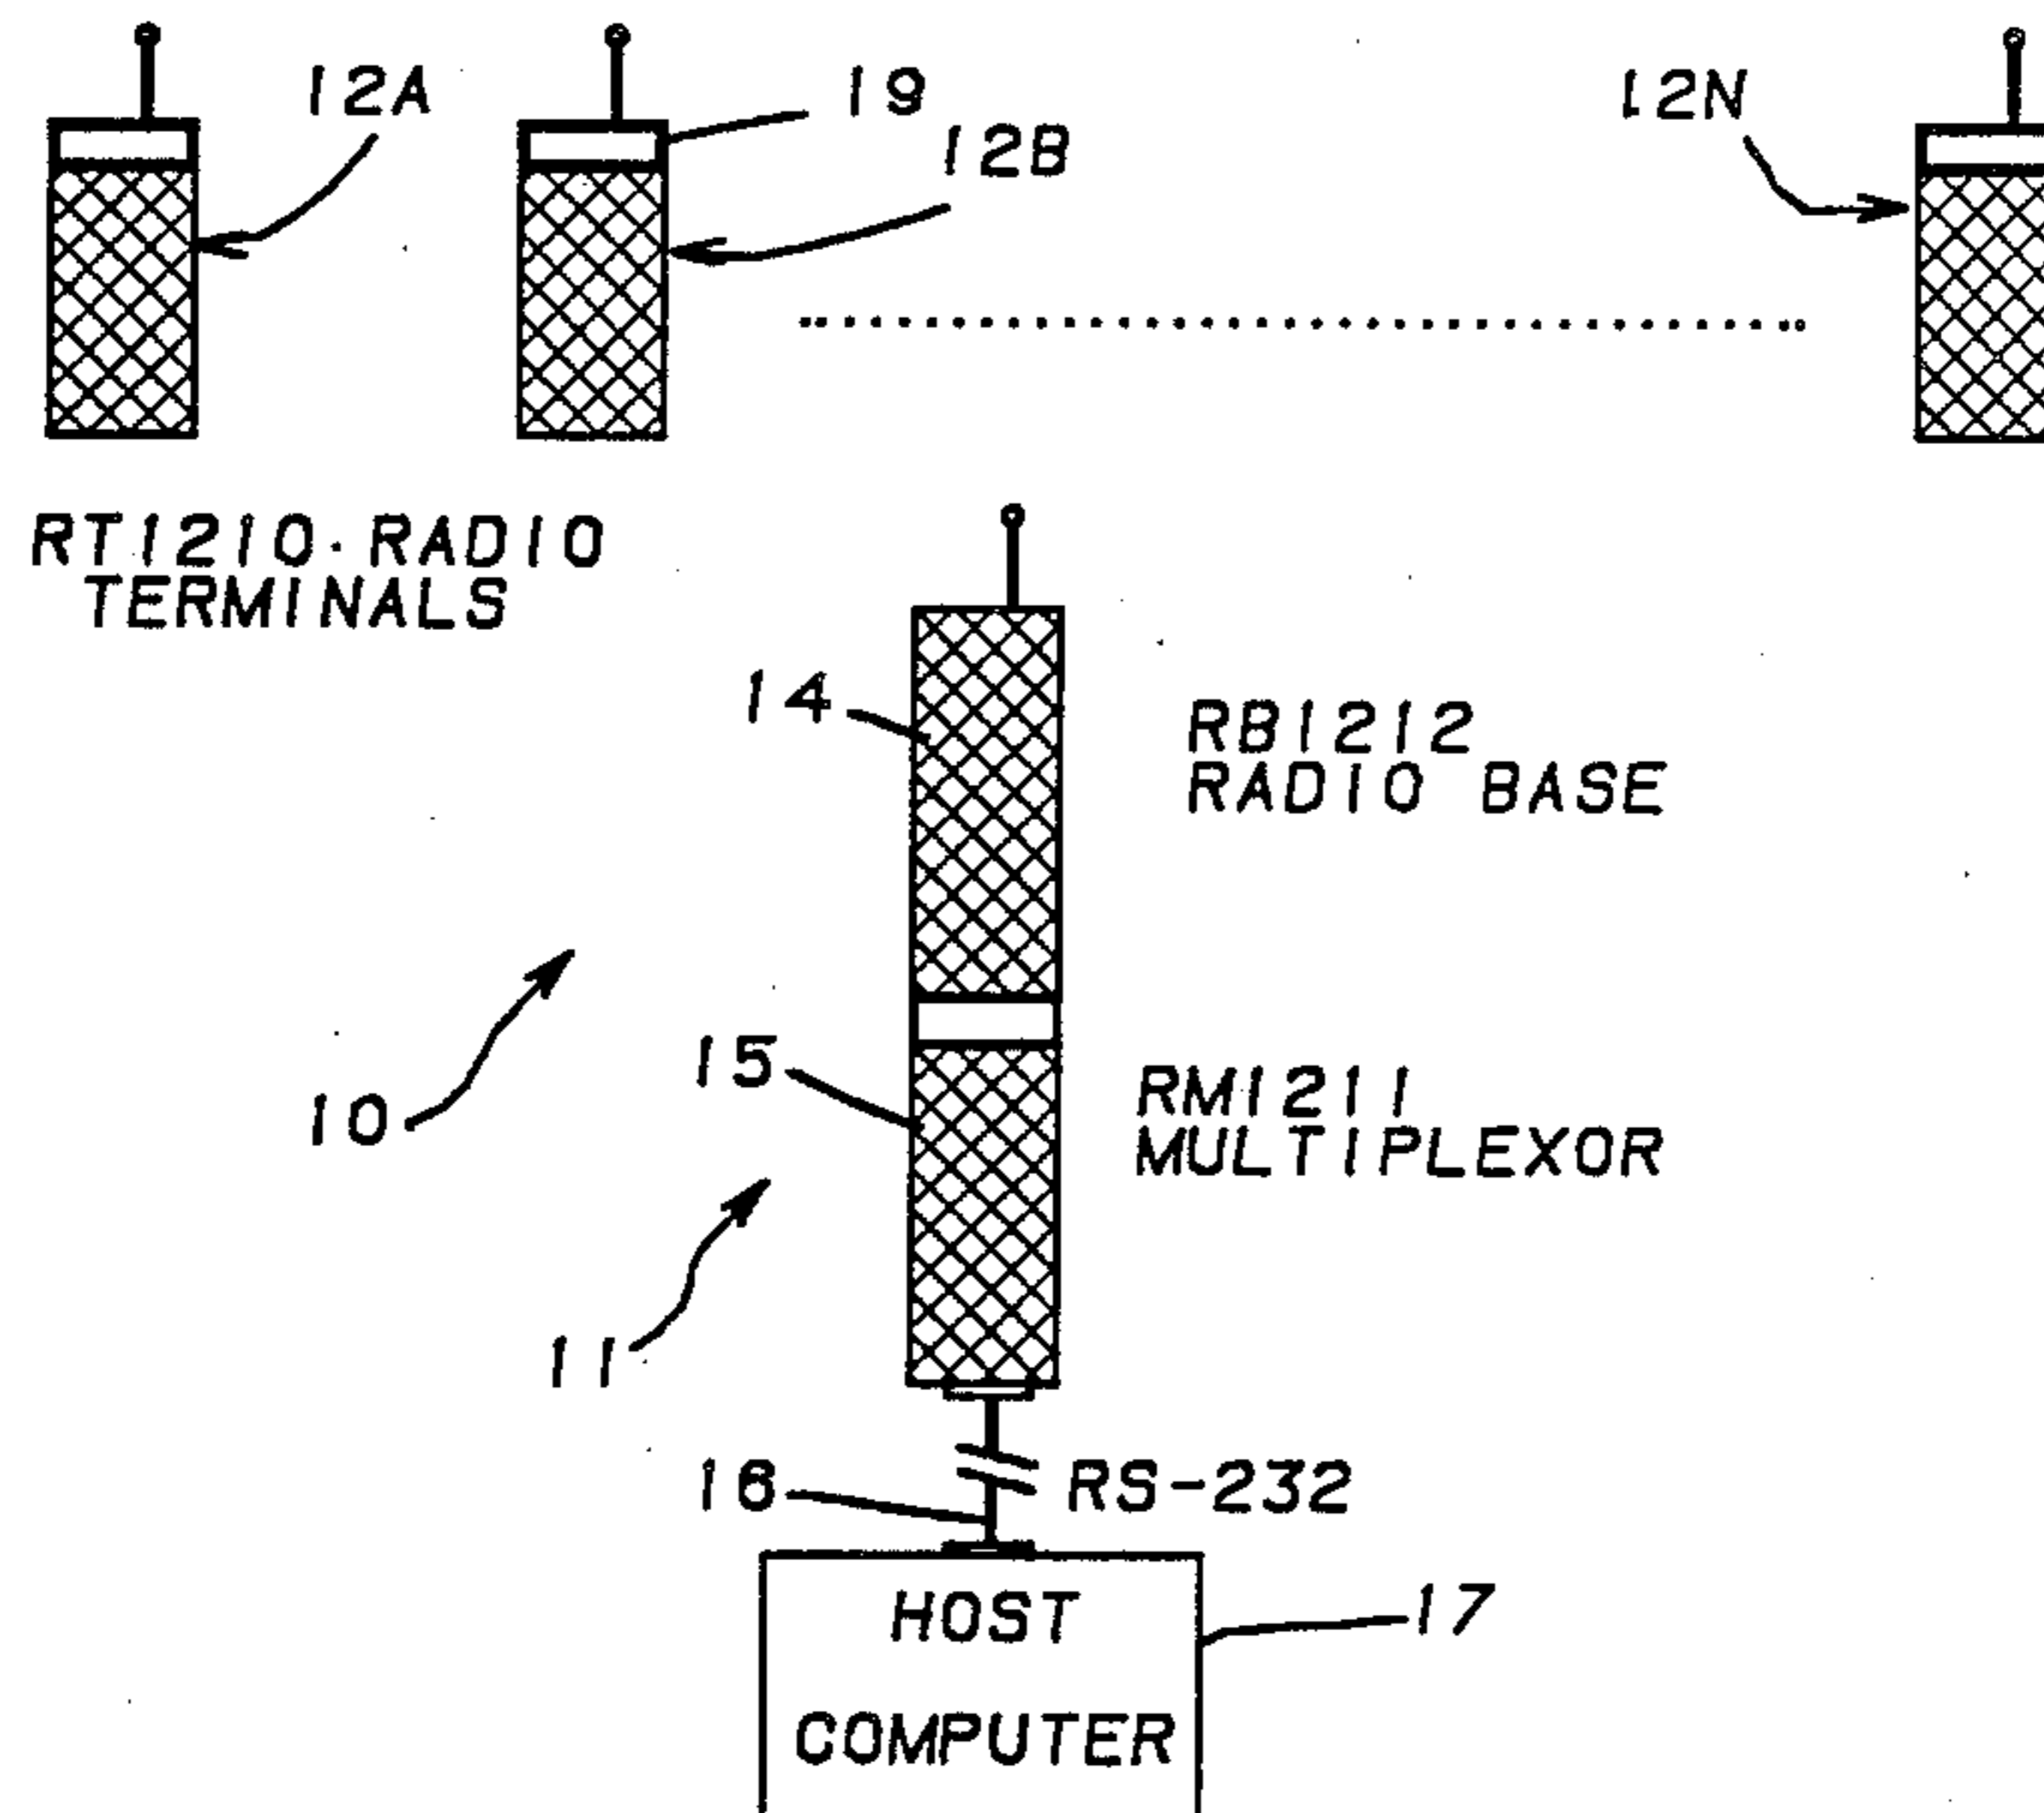 12A
19
12B
12N
RT1210 RADIO
TERMINALS
14
RB1212
RADIO BASE
15
RM1211
MULTIPLEXOR
10
11
16
RS-232
HOST
COMPUTER
17